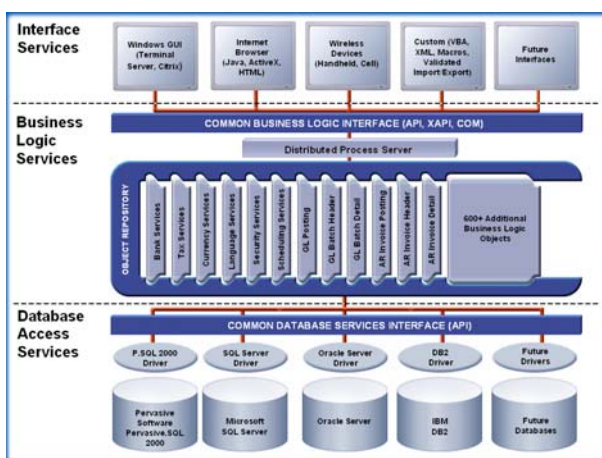 Interface
Services
Windows GUI
(Terminal
Server, Citrix)
Internet
Browser
(Java, ActiveX,
HTML)
Wireless
Devices
(Handheld, Cell)
Custom (VBA,
XML, Macros,
Validated
Import/Export)
Future
Interfaces
Business
Logic
Services
COMMON BUSINESS LOGIC INTERFACE (API, XAPI, COM)
Distributed Process Server
OBJECT REPOSITORY
Bank Services
Tax Services
Currency Services
Language Services
Security Services
Scheduling Services
GL Posting
GL Batch Header
GL Batch Detail
AR Invoice Posting
AR Invoice Header
AR Invoice Detail
600+ Additional
Business Logic
Objects
Database
Access
Services
COMMON DATABASE SERVICES INTERFACE (API)
P.SQL 2000
Driver
SQL Server
Driver
Oracle Server
Driver
DB2
Driver
Future
Drivers
Pervasive
Software
Pervasive.SQL
2000
Microsoft
SQL Server
Oracle Server
IBM
DB2
Future
Databases